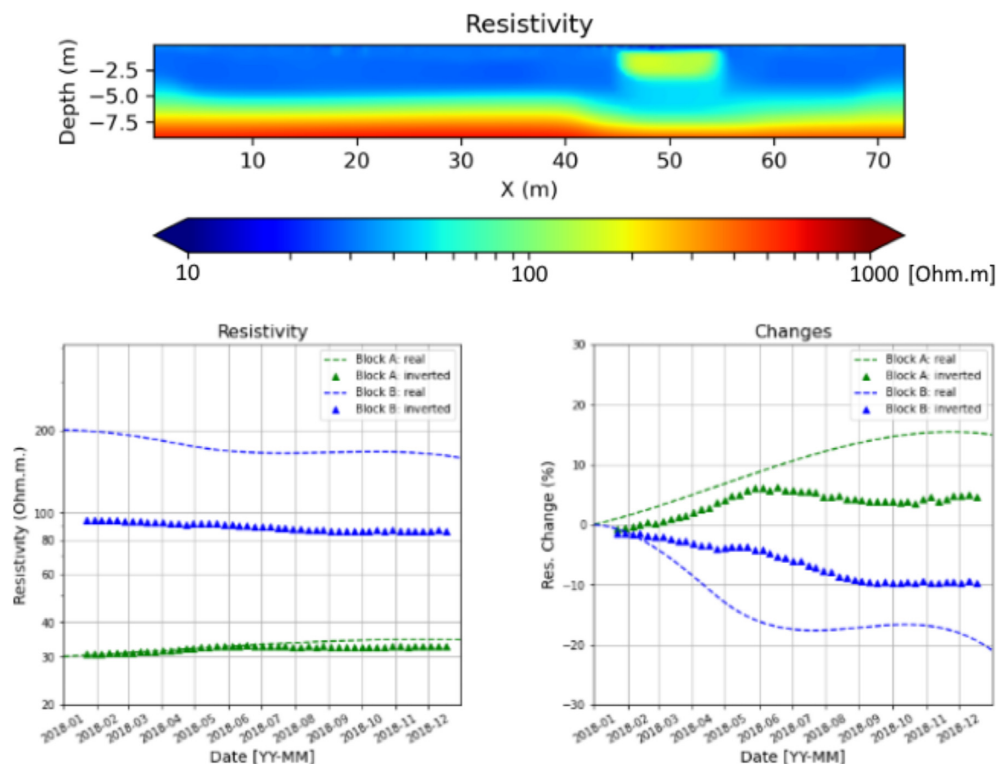 Resistivity
Depth (m)
−2.5
−5.0
−7.5
10 20 30 40 50 60 70
X (m)
10 100 1000 [Ohm.m]
Resistivity
Block A: real
Block A: inverted
Block B: real
Block B: inverted
Resistivity (Ohm.m.)
200
100
80
60
40
30
20
2018-01 2018-02 2018-03 2018-04 2018-05 2018-06 2018-07 2018-08 2018-09 2018-10 2018-11 2018-12
Date [YY-MM]
Changes
Block A: real
Block A: inverted
Block B: real
Block B: inverted
Res. Change (%)
30
20
10
0
−10
−20
−30
2018-01 2018-02 2018-03 2018-04 2018-05 2018-06 2018-07 2018-08 2018-09 2018-10 2018-11 2018-12
Date [YY-MM]